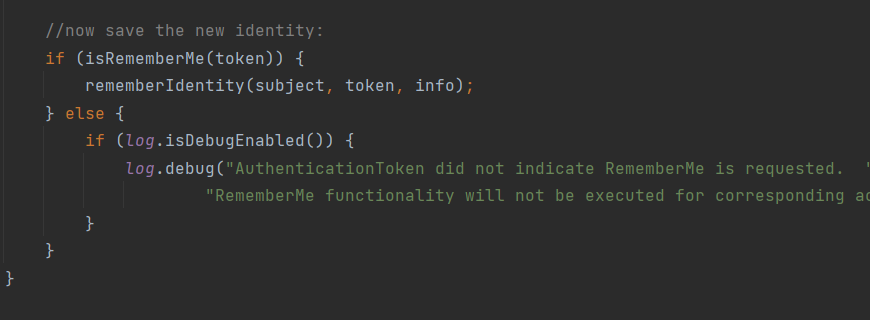 //now save the new identity:
if (isRememberMe(token)) {
rememberIdentity(subject, token, info);
} else {
if (log.isDebugEnabled()) {
log.debug("AuthenticationToken did not indicate RememberMe is requested.  "
"RememberMe functionality will not be executed for corresponding
}
}
}